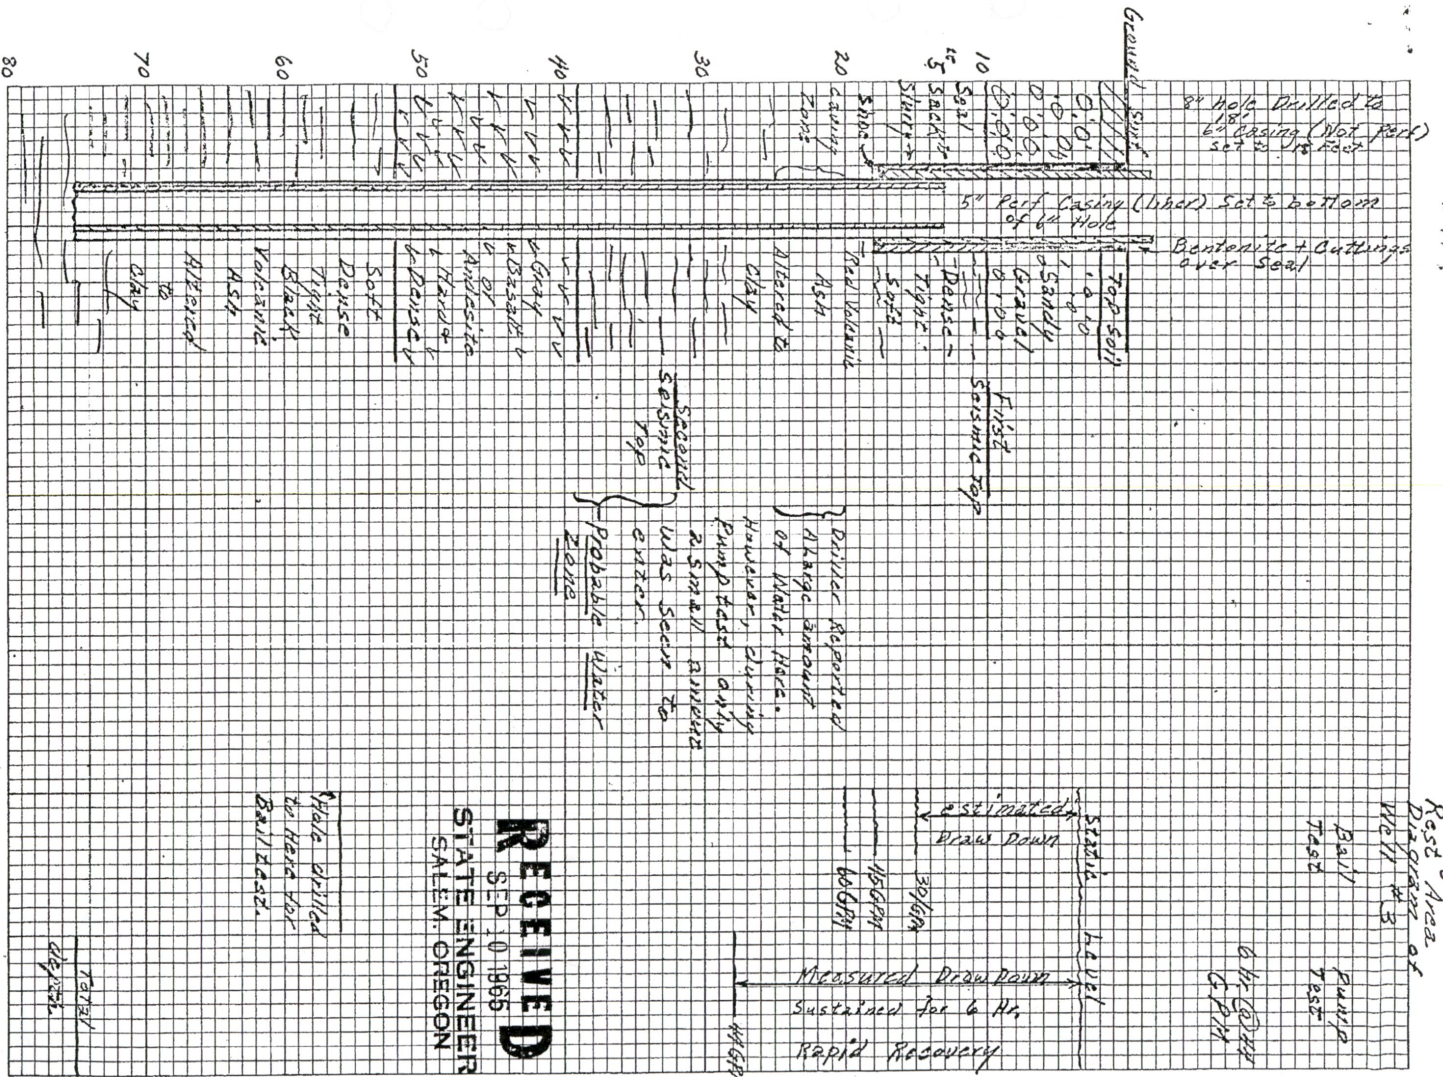 Rest Area
Diagram of
Well #3
Bail
Test
Pump
Test
6 Hr. @ 44
GPM
8" Hole Drilled to
18'
6" Casing (Not Perf)
set to 18 Feet
5" Perf Casing (liner) Set to bottom
of 6" Hole
Bentonite + Cuttings
over Seal
Ground Surf.
10
20
30
40
50
60
70
80
Seal
5 Sack
Slurry
Shoe
Caving
Zone
Top Soil
Sandy
Gravel
Dense
Tight
Soft
Red Volcanic
Ash
Altered to
Clay
Gray
Basalt
or
Andesite
Hard &
Dense
Soft
Dense
Tight
Black
Volcanic
Ash
Altered
to
Clay
First
Seismic Top
Second
Seismic
Top
Driller Reported
A Large amount
of Water Here.
However, during
Pump test only
a small amount
was seen to
enter.
Probable Water
Zone
Static Level
estimated
Draw Down
30 GPM
45 GPM
60 GPM
Measured Draw Down
Sustained for 6 Hr.
Rapid Recovery
44 GPM
RECEIVED
SEP 10 1965
STATE ENGINEER
SALEM, OREGON
Hole drilled
to Here for
Bail test.
Total
depth